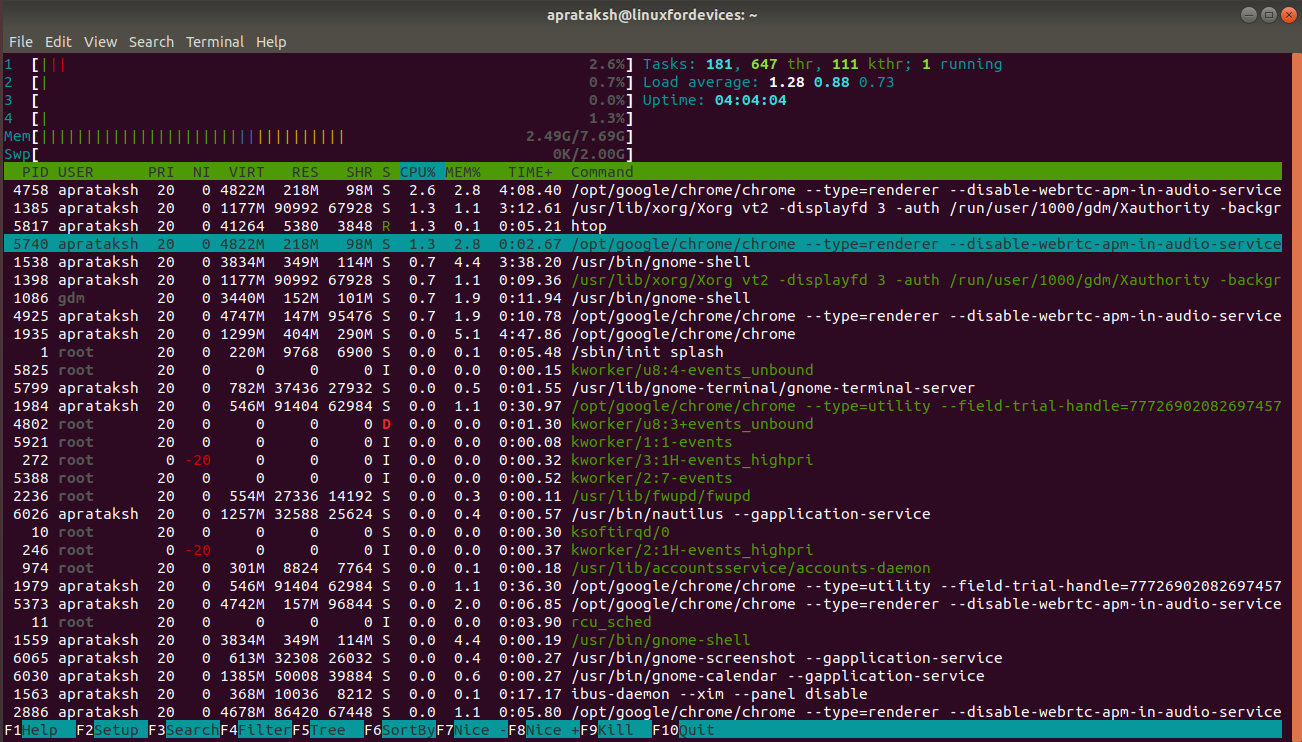 aprataksh@linuxfordevices: ~
File Edit View Search Terminal Help
1 [||| 2.6%] Tasks: 181, 647 thr, 111 kthr; 1 running
2 [| 0.7%] Load average: 1.28 0.88 0.73
3 [ 0.0%] Uptime: 04:04:04
4 [| 1.3%]
Mem[||||||||||||||||||||||||||||||||||2.49G/7.69G]
Swp[ 0K/2.00G]
PID USER PRI NI VIRT RES SHR S CPU% MEM% TIME+ Command
4758 aprataksh 20 0 4822M 218M 98M S 2.6 2.8 4:08.40 /opt/google/chrome/chrome --type=renderer --disable-webrtc-apm-in-audio-service
1385 aprataksh 20 0 1177M 90992 67928 S 1.3 1.1 3:12.61 /usr/lib/xorg/Xorg vt2 -displayfd 3 -auth /run/user/1000/gdm/Xauthority -backgr
5817 aprataksh 20 0 41264 5380 3848 R 1.3 0.1 0:05.21 htop
5740 aprataksh 20 0 4822M 218M 98M S 1.3 2.8 0:02.67 /opt/google/chrome/chrome --type=renderer --disable-webrtc-apm-in-audio-service
1538 aprataksh 20 0 3834M 349M 114M S 0.7 4.4 3:38.20 /usr/bin/gnome-shell
1398 aprataksh 20 0 1177M 90992 67928 S 0.7 1.1 0:09.36 /usr/lib/xorg/Xorg vt2 -displayfd 3 -auth /run/user/1000/gdm/Xauthority -backgr
1086 gdm 20 0 3440M 152M 101M S 0.7 1.9 0:11.94 /usr/bin/gnome-shell
4925 aprataksh 20 0 4747M 147M 95476 S 0.7 1.9 0:10.78 /opt/google/chrome/chrome --type=renderer --disable-webrtc-apm-in-audio-service
1935 aprataksh 20 0 1299M 404M 290M S 0.0 5.1 4:47.86 /opt/google/chrome/chrome
1 root 20 0 220M 9768 6900 S 0.0 0.1 0:05.48 /sbin/init splash
5825 root 20 0 0 0 0 I 0.0 0.0 0:00.15 kworker/u8:4-events_unbound
5799 aprataksh 20 0 782M 37436 27932 S 0.0 0.5 0:01.55 /usr/lib/gnome-terminal/gnome-terminal-server
1984 aprataksh 20 0 546M 91404 62984 S 0.0 1.1 0:30.97 /opt/google/chrome/chrome --type=utility --field-trial-handle=77726902082697457
4802 root 20 0 0 0 0 D 0.0 0.0 0:01.30 kworker/u8:3+events_unbound
5921 root 20 0 0 0 0 I 0.0 0.0 0:00.08 kworker/1:1-events
272 root 0 -20 0 0 0 I 0.0 0.0 0:00.32 kworker/3:1H-events_highpri
5388 root 20 0 0 0 0 I 0.0 0.0 0:00.52 kworker/2:7-events
2236 root 20 0 554M 27336 14192 S 0.0 0.3 0:00.11 /usr/lib/fwupd/fwupd
6026 aprataksh 20 0 1257M 32588 25624 S 0.0 0.4 0:00.57 /usr/bin/nautilus --gapplication-service
10 root 20 0 0 0 0 S 0.0 0.0 0:00.30 ksoftirqd/0
246 root 0 -20 0 0 0 I 0.0 0.0 0:00.37 kworker/2:1H-events_highpri
974 root 20 0 301M 8824 7764 S 0.0 0.1 0:00.18 /usr/lib/accountsservice/accounts-daemon
1979 aprataksh 20 0 546M 91404 62984 S 0.0 1.1 0:36.30 /opt/google/chrome/chrome --type=utility --field-trial-handle=77726902082697457
5373 aprataksh 20 0 4742M 157M 96844 S 0.0 2.0 0:06.85 /opt/google/chrome/chrome --type=renderer --disable-webrtc-apm-in-audio-service
11 root 20 0 0 0 0 I 0.0 0.0 0:03.90 rcu_sched
1559 aprataksh 20 0 3834M 349M 114M S 0.0 4.4 0:00.19 /usr/bin/gnome-shell
6065 aprataksh 20 0 613M 32308 26032 S 0.0 0.4 0:00.27 /usr/bin/gnome-screenshot --gapplication-service
6030 aprataksh 20 0 1385M 50008 39884 S 0.0 0.6 0:00.27 /usr/bin/gnome-calendar --gapplication-service
1563 aprataksh 20 0 368M 10036 8212 S 0.0 0.1 0:17.17 ibus-daemon --xim --panel disable
2886 aprataksh 20 0 4678M 86420 67448 S 0.0 1.1 0:05.80 /opt/google/chrome/chrome --type=renderer --disable-webrtc-apm-in-audio-service
F1Help F2Setup F3SearchF4FilterF5Tree F6SortByF7Nice -F8Nice +F9Kill F10Quit